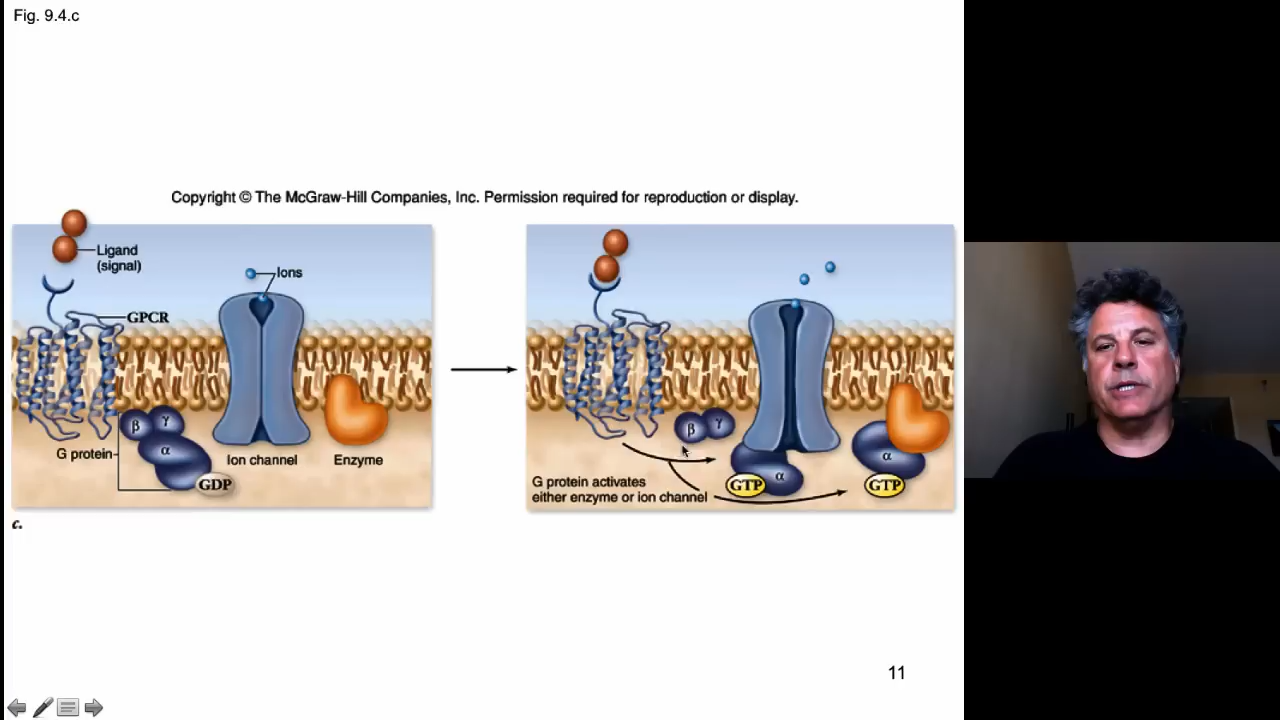 Fig. 9.4.c
Copyright © The McGraw-Hill Companies, Inc. Permission required for reproduction or display.
Ligand
(signal)
Ions
GPCR
β
γ
α
G protein
GDP
Ion channel
Enzyme
β
γ
α
α
G protein activates
either enzyme or ion channel
GTP
GTP
c.
11